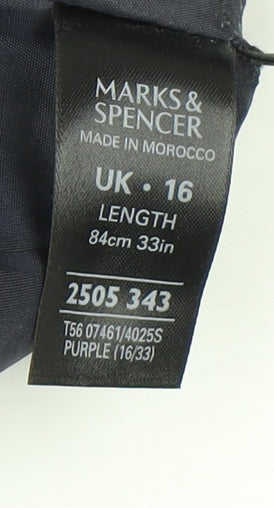 MARKS &
SPENCER
MADE IN MOROCCO
UK • 16
LENGTH
84cm 33in
2505 343
T56 07461/4025S
PURPLE (16/33)